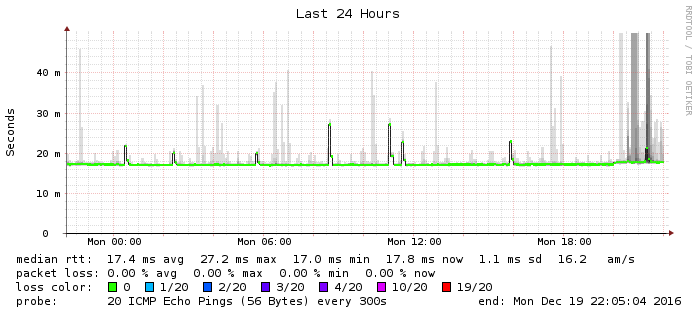 Last 24 Hours
RRDTOOL / TOBI OETIKER
Seconds
40 m
30 m
20 m
10 m
0
Mon 00:00 Mon 06:00 Mon 12:00 Mon 18:00
median rtt: 17.4 ms avg 27.2 ms max 17.0 ms min 17.8 ms now 1.1 ms sd 16.2 am/s
packet loss: 0.00 % avg 0.00 % max 0.00 % min 0.00 % now
loss color: 0 1/20 2/20 3/20 4/20 10/20 19/20
probe: 20 ICMP Echo Pings (56 Bytes) every 300s end: Mon Dec 19 22:05:04 2016